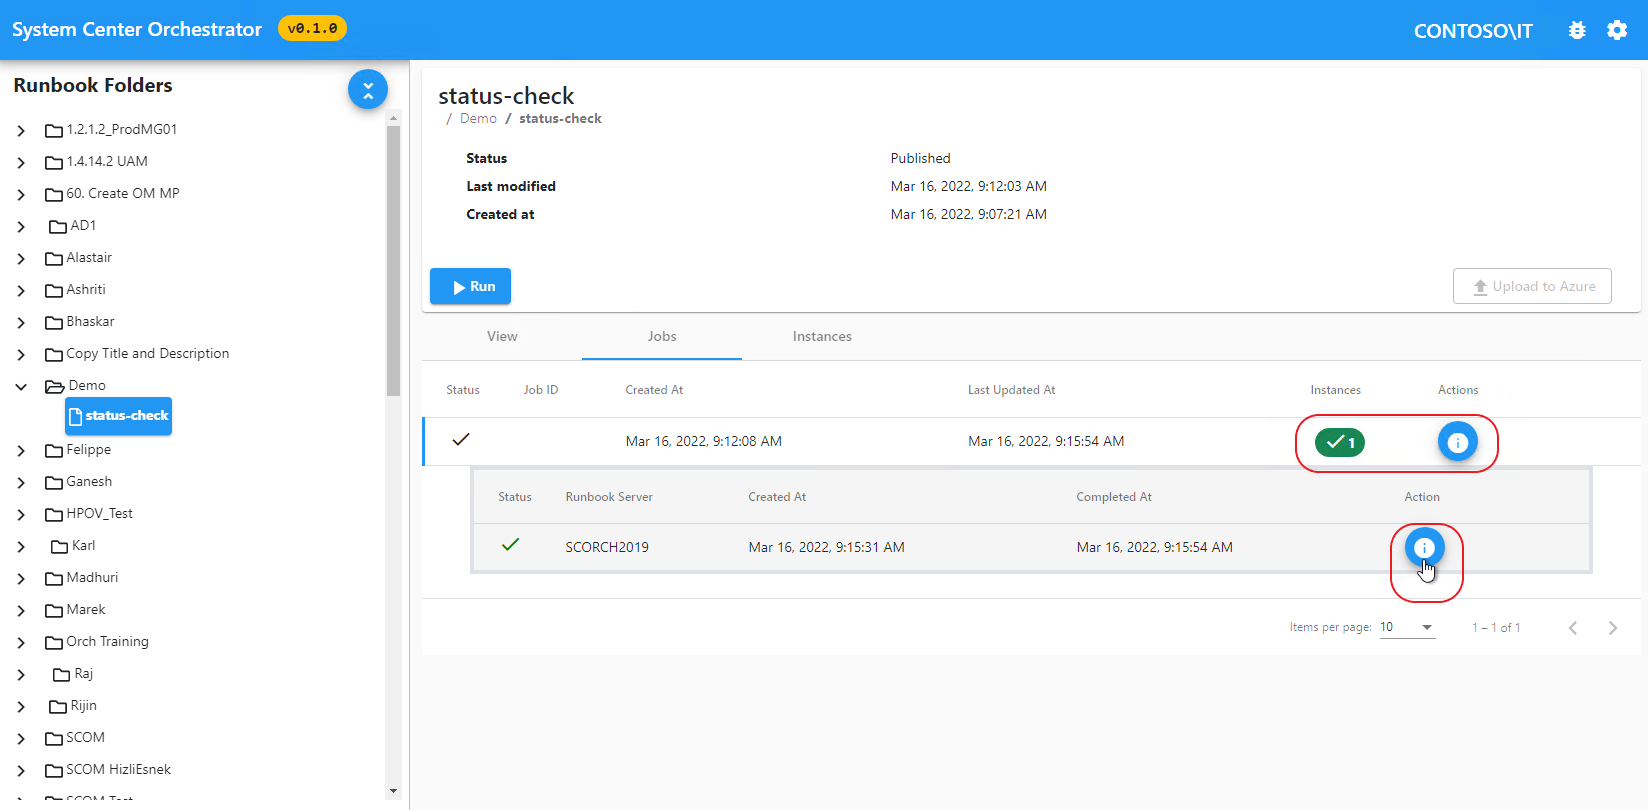 System Center Orchestrator v0.1.0 CONTOSO\IT
Runbook Folders
1.2.1.2_ProdMG01
1.4.14.2 UAM
60. Create OM MP
AD1
Alastair
Ashriti
Bhaskar
Copy Title and Description
Demo
status-check
Felippe
Ganesh
HPOV_Test
Karl
Madhuri
Marek
Orch Training
Raj
Rijin
SCOM
SCOM HizliEsnek
SCOM Test
status-check
/ Demo / status-check
Status Published
Last modified Mar 16, 2022, 9:12:03 AM
Created at Mar 16, 2022, 9:07:21 AM
Run Upload to Azure
View Jobs Instances
Status Job ID Created At Last Updated At Instances Actions
Mar 16, 2022, 9:12:08 AM Mar 16, 2022, 9:15:54 AM 1
Status Runbook Server Created At Completed At Action
SCORCH2019 Mar 16, 2022, 9:15:31 AM Mar 16, 2022, 9:15:54 AM
Items per page: 10 1 – 1 of 1